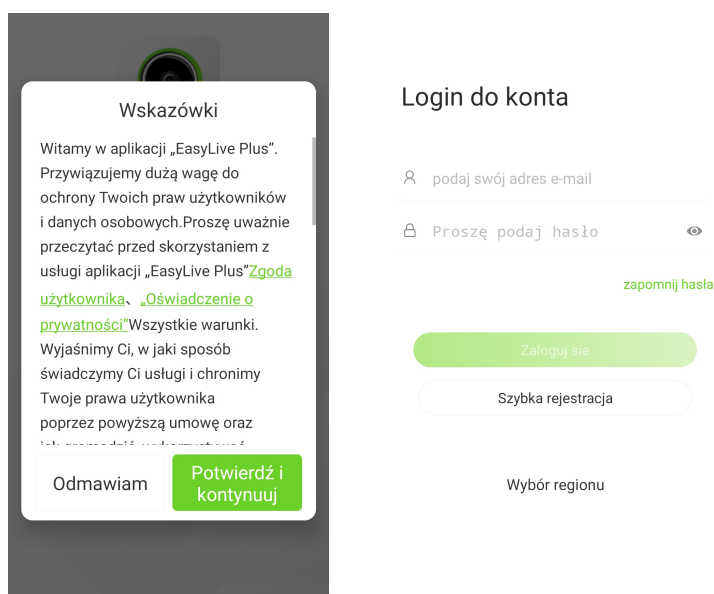 Wskazówki
Witamy w aplikacji „EasyLive Plus”.
Przywiązujemy dużą wagę do
ochrony Twoich praw użytkowników
i danych osobowych.Proszę uważnie
przeczytać przed skorzystaniem z
usługi aplikacji „EasyLive Plus”Zgoda
użytkownika、„Oświadczenie o
prywatności”Wszystkie warunki.
Wyjaśnimy Ci, w jaki sposób
świadczymy Ci usługi i chronimy
Twoje prawa użytkownika
poprzez powyższą umowę oraz
Odmawiam
Potwierdź i
kontynuuj
Login do konta
podaj swój adres e-mail
Proszę podaj hasło
zapomnij hasła
Zaloguj sie
Szybka rejestracja
Wybór regionu